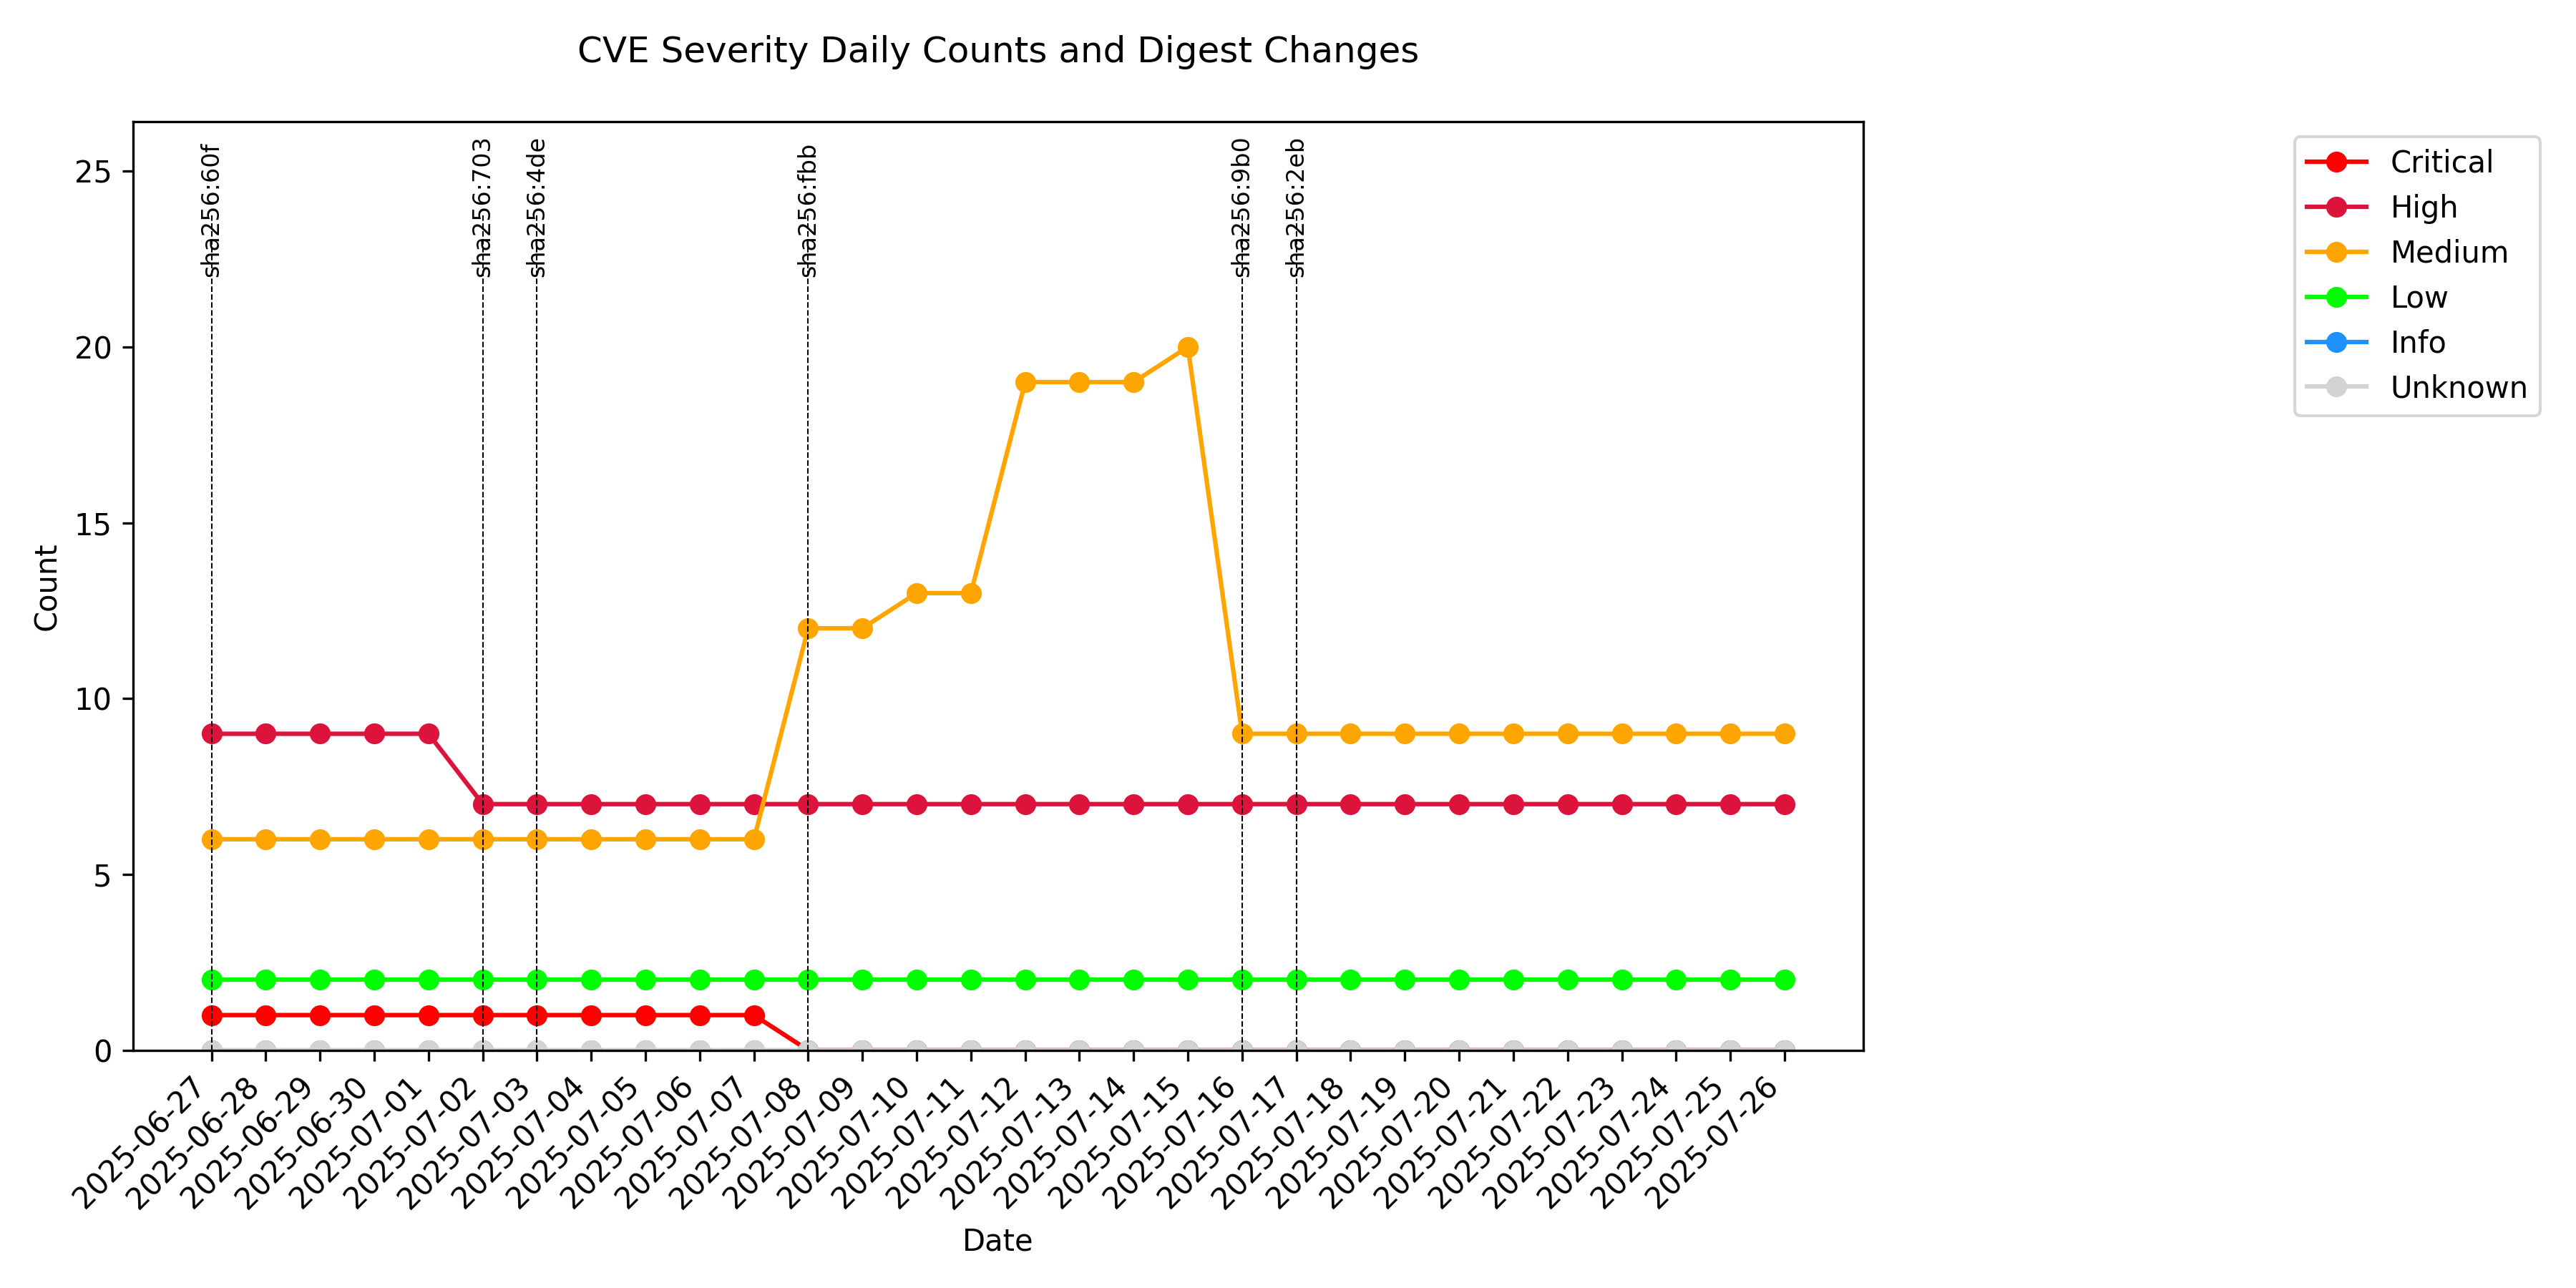 CVE Severity Daily Counts and Digest Changes
sha256:60f
sha256:703
sha256:4de
sha256:fbb
sha256:9b0
sha256:2eb
Critical
High
Medium
Low
Info
Unknown
25
20
15
10
5
0
Count
2025-06-27
2025-06-28
2025-06-29
2025-06-30
2025-07-01
2025-07-02
2025-07-03
2025-07-04
2025-07-05
2025-07-06
2025-07-07
2025-07-08
2025-07-09
2025-07-10
2025-07-11
2025-07-12
2025-07-13
2025-07-14
2025-07-15
2025-07-16
2025-07-17
2025-07-18
2025-07-19
2025-07-20
2025-07-21
2025-07-22
2025-07-23
2025-07-24
2025-07-25
2025-07-26
Date